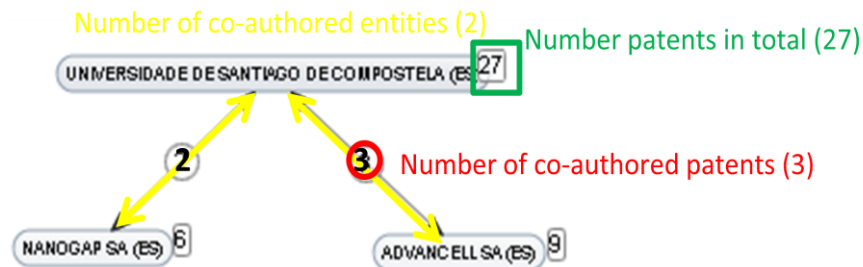 Number of co-authored entities (2)
Number patents in total (27)
UNIVERSIDADE DE SANTIAGO DE COMPOSTELA (ES) 27
2
3
Number of co-authored patents (3)
NANOGAP SA (ES) 6
ADVANCELL SA (ES) 9